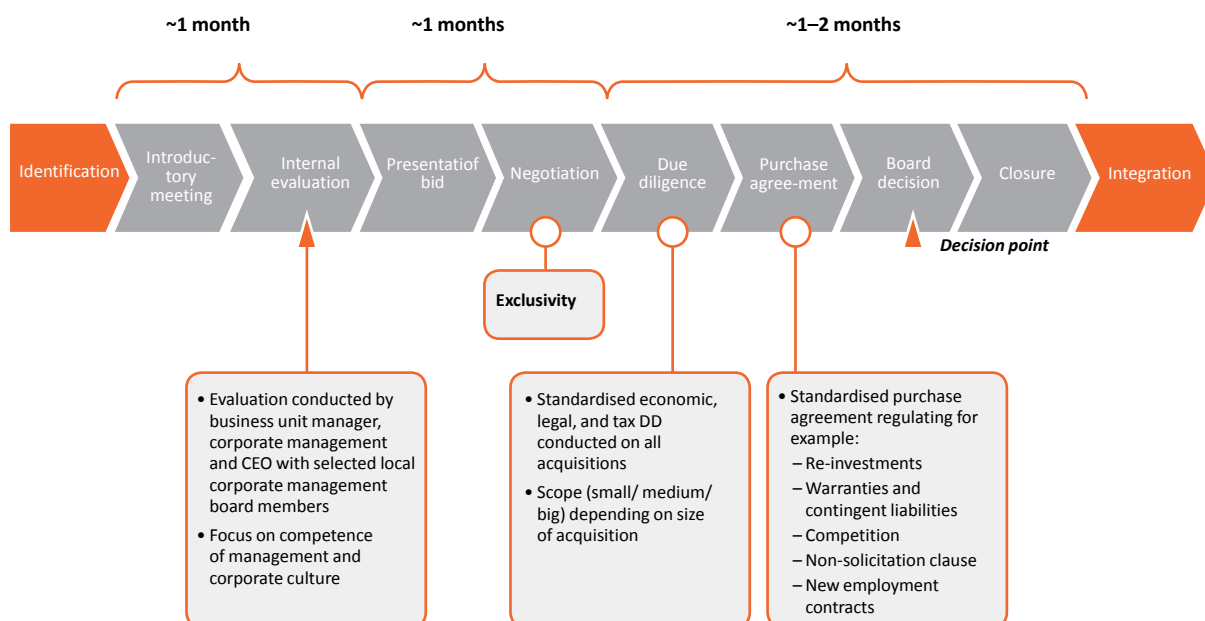 ~1 month
~1 months
~1–2 months
Identification
Introduc-
tory
meeting
Internal
evaluation
Presentatiof
bid
Negotiation
Due
diligence
Purchase
agree-ment
Board
decision
Closure
Integration
Decision point
Exclusivity
• Evaluation conducted by
business unit manager,
corporate management
and CEO with selected local
corporate management
board members
• Focus on competence
of management and
corporate culture
• Standardised economic,
legal, and tax DD
conducted on all
acquisitions
• Scope (small/ medium/
big) depending on size
of acquisition
• Standardised purchase
agreement regulating for
example:
– Re-investments
– Warranties and
contingent liabilities
– Competition
– Non-solicitation clause
– New employment
contracts